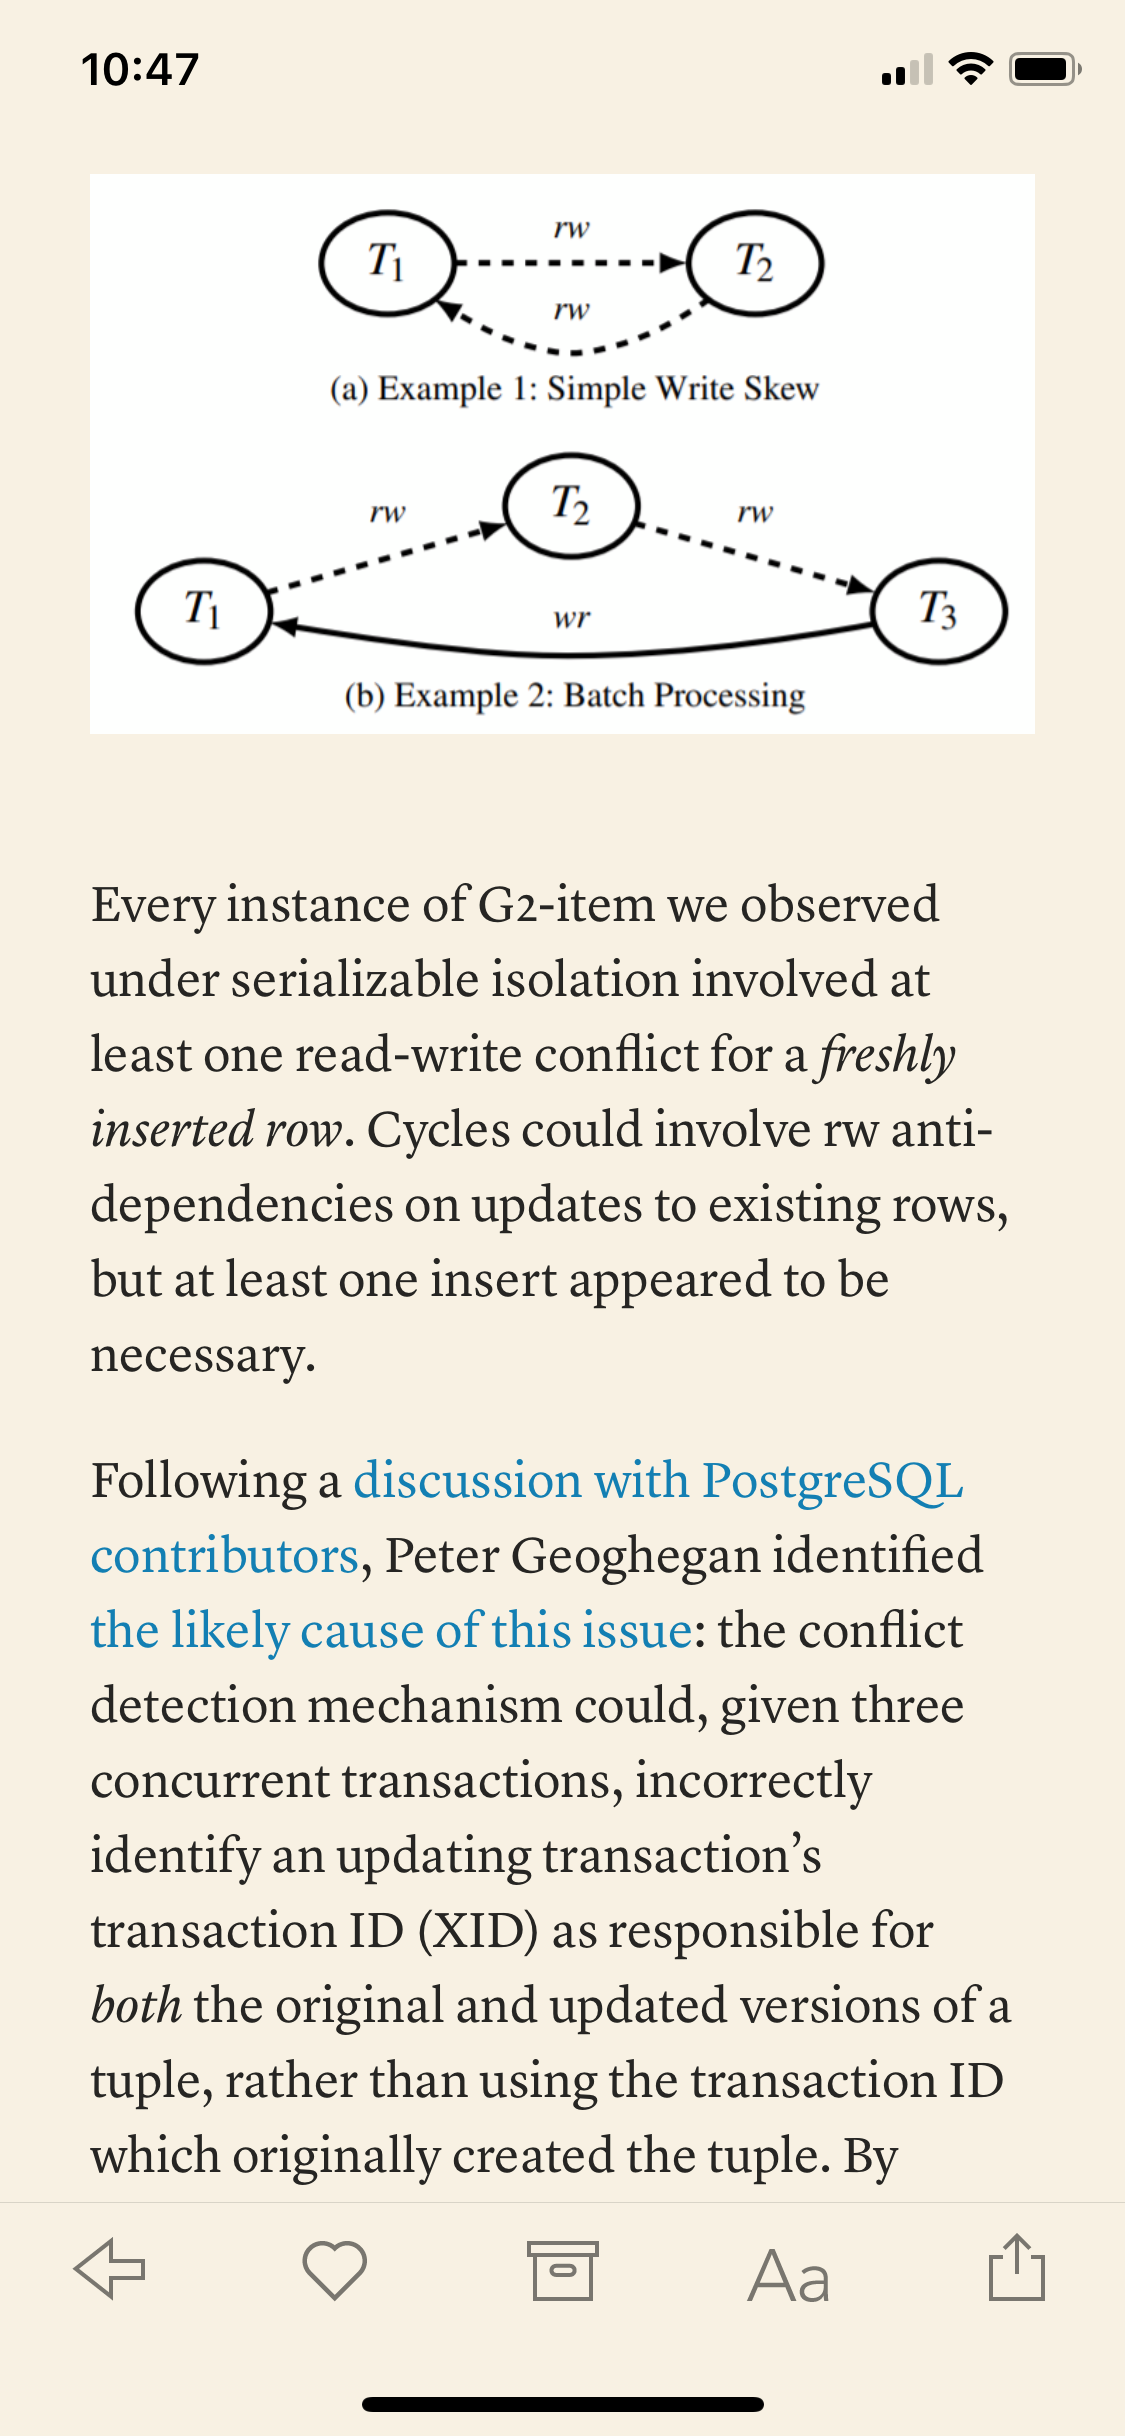 10:47
T1
rw
T2
rw
(a) Example 1: Simple Write Skew
T2
rw
rw
T1
wr
T3
(b) Example 2: Batch Processing
Every instance of G2-item we observed
under serializable isolation involved at
least one read-write conflict for a freshly
inserted row. Cycles could involve rw anti-
dependencies on updates to existing rows,
but at least one insert appeared to be
necessary.
Following a discussion with PostgreSQL
contributors, Peter Geoghegan identified
the likely cause of this issue: the conflict
detection mechanism could, given three
concurrent transactions, incorrectly
identify an updating transaction’s
transaction ID (XID) as responsible for
both the original and updated versions of a
tuple, rather than using the transaction ID
which originally created the tuple. By
Aa